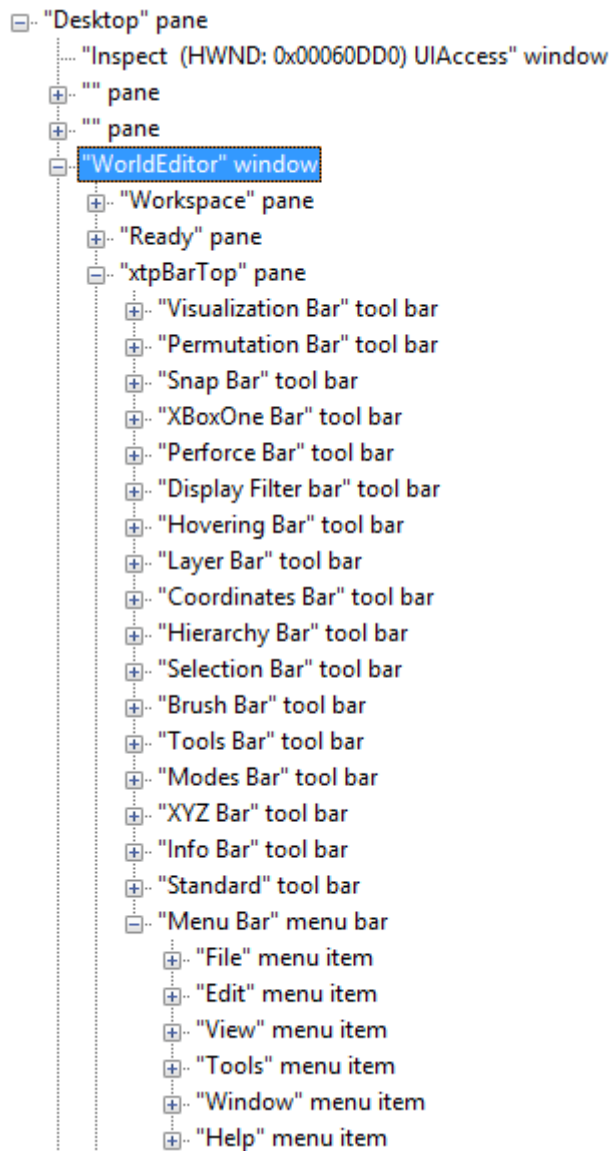 "Desktop" pane
"Inspect  (HWND: 0x00060DD0) UIAccess" window
"" pane
"" pane
"WorldEditor" window
"Workspace" pane
"Ready" pane
"xtpBarTop" pane
"Visualization Bar" tool bar
"Permutation Bar" tool bar
"Snap Bar" tool bar
"XBoxOne Bar" tool bar
"Perforce Bar" tool bar
"Display Filter bar" tool bar
"Hovering Bar" tool bar
"Layer Bar" tool bar
"Coordinates Bar" tool bar
"Hierarchy Bar" tool bar
"Selection Bar" tool bar
"Brush Bar" tool bar
"Tools Bar" tool bar
"Modes Bar" tool bar
"XYZ Bar" tool bar
"Info Bar" tool bar
"Standard" tool bar
"Menu Bar" menu bar
"File" menu item
"Edit" menu item
"View" menu item
"Tools" menu item
"Window" menu item
"Help" menu item